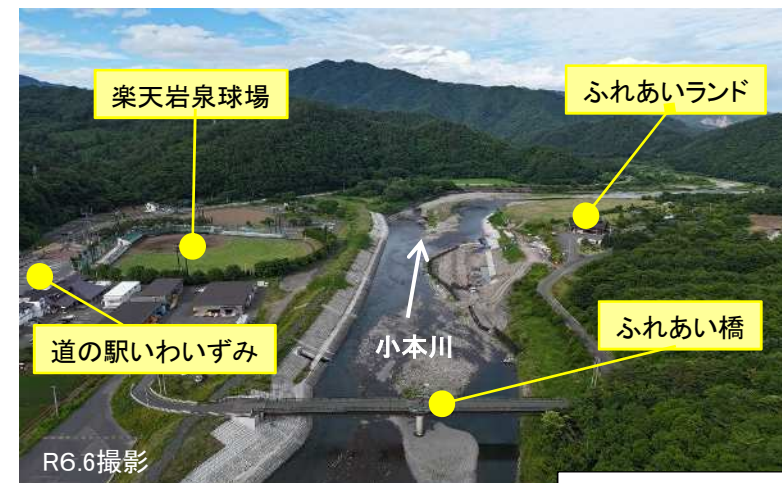 楽天岩泉球場
ふれあいランド
道の駅いわいずみ
小本川
ふれあい橋
R6.6撮影